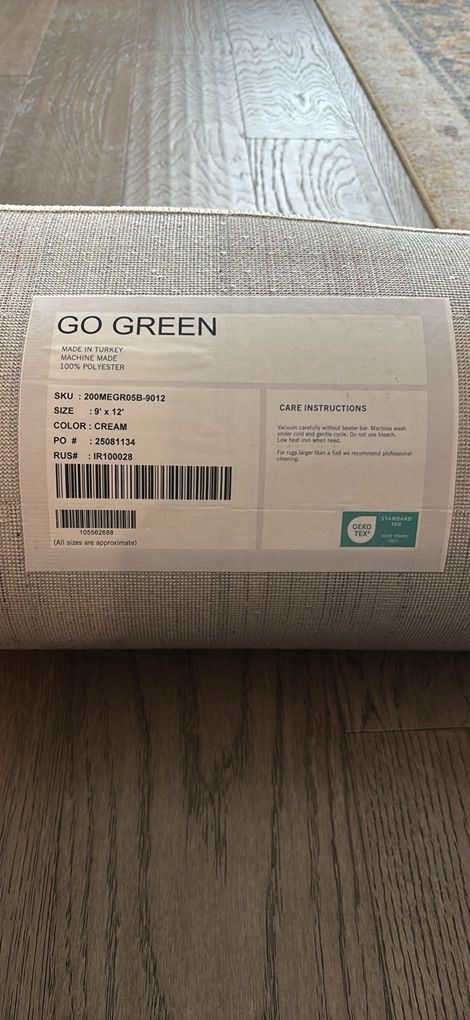 GO GREEN
MADE IN TURKEY
MACHINE MADE
100% POLYESTER
SKU : 200MEGR05B-9012
SIZE : 9' x 12'
COLOR : CREAM
PO # : 25081134
RUS# : IR100028
105562688
(All sizes are approximate)
CARE INSTRUCTIONS
Vacuum carefully without beater bar. Machine wash
under cold and gentle cycle. Do not use bleach.
Low heat iron when need.
For rugs larger than a 5x8 we recommend professional
cleaning.
OEKO
TEX®
STANDARD
100